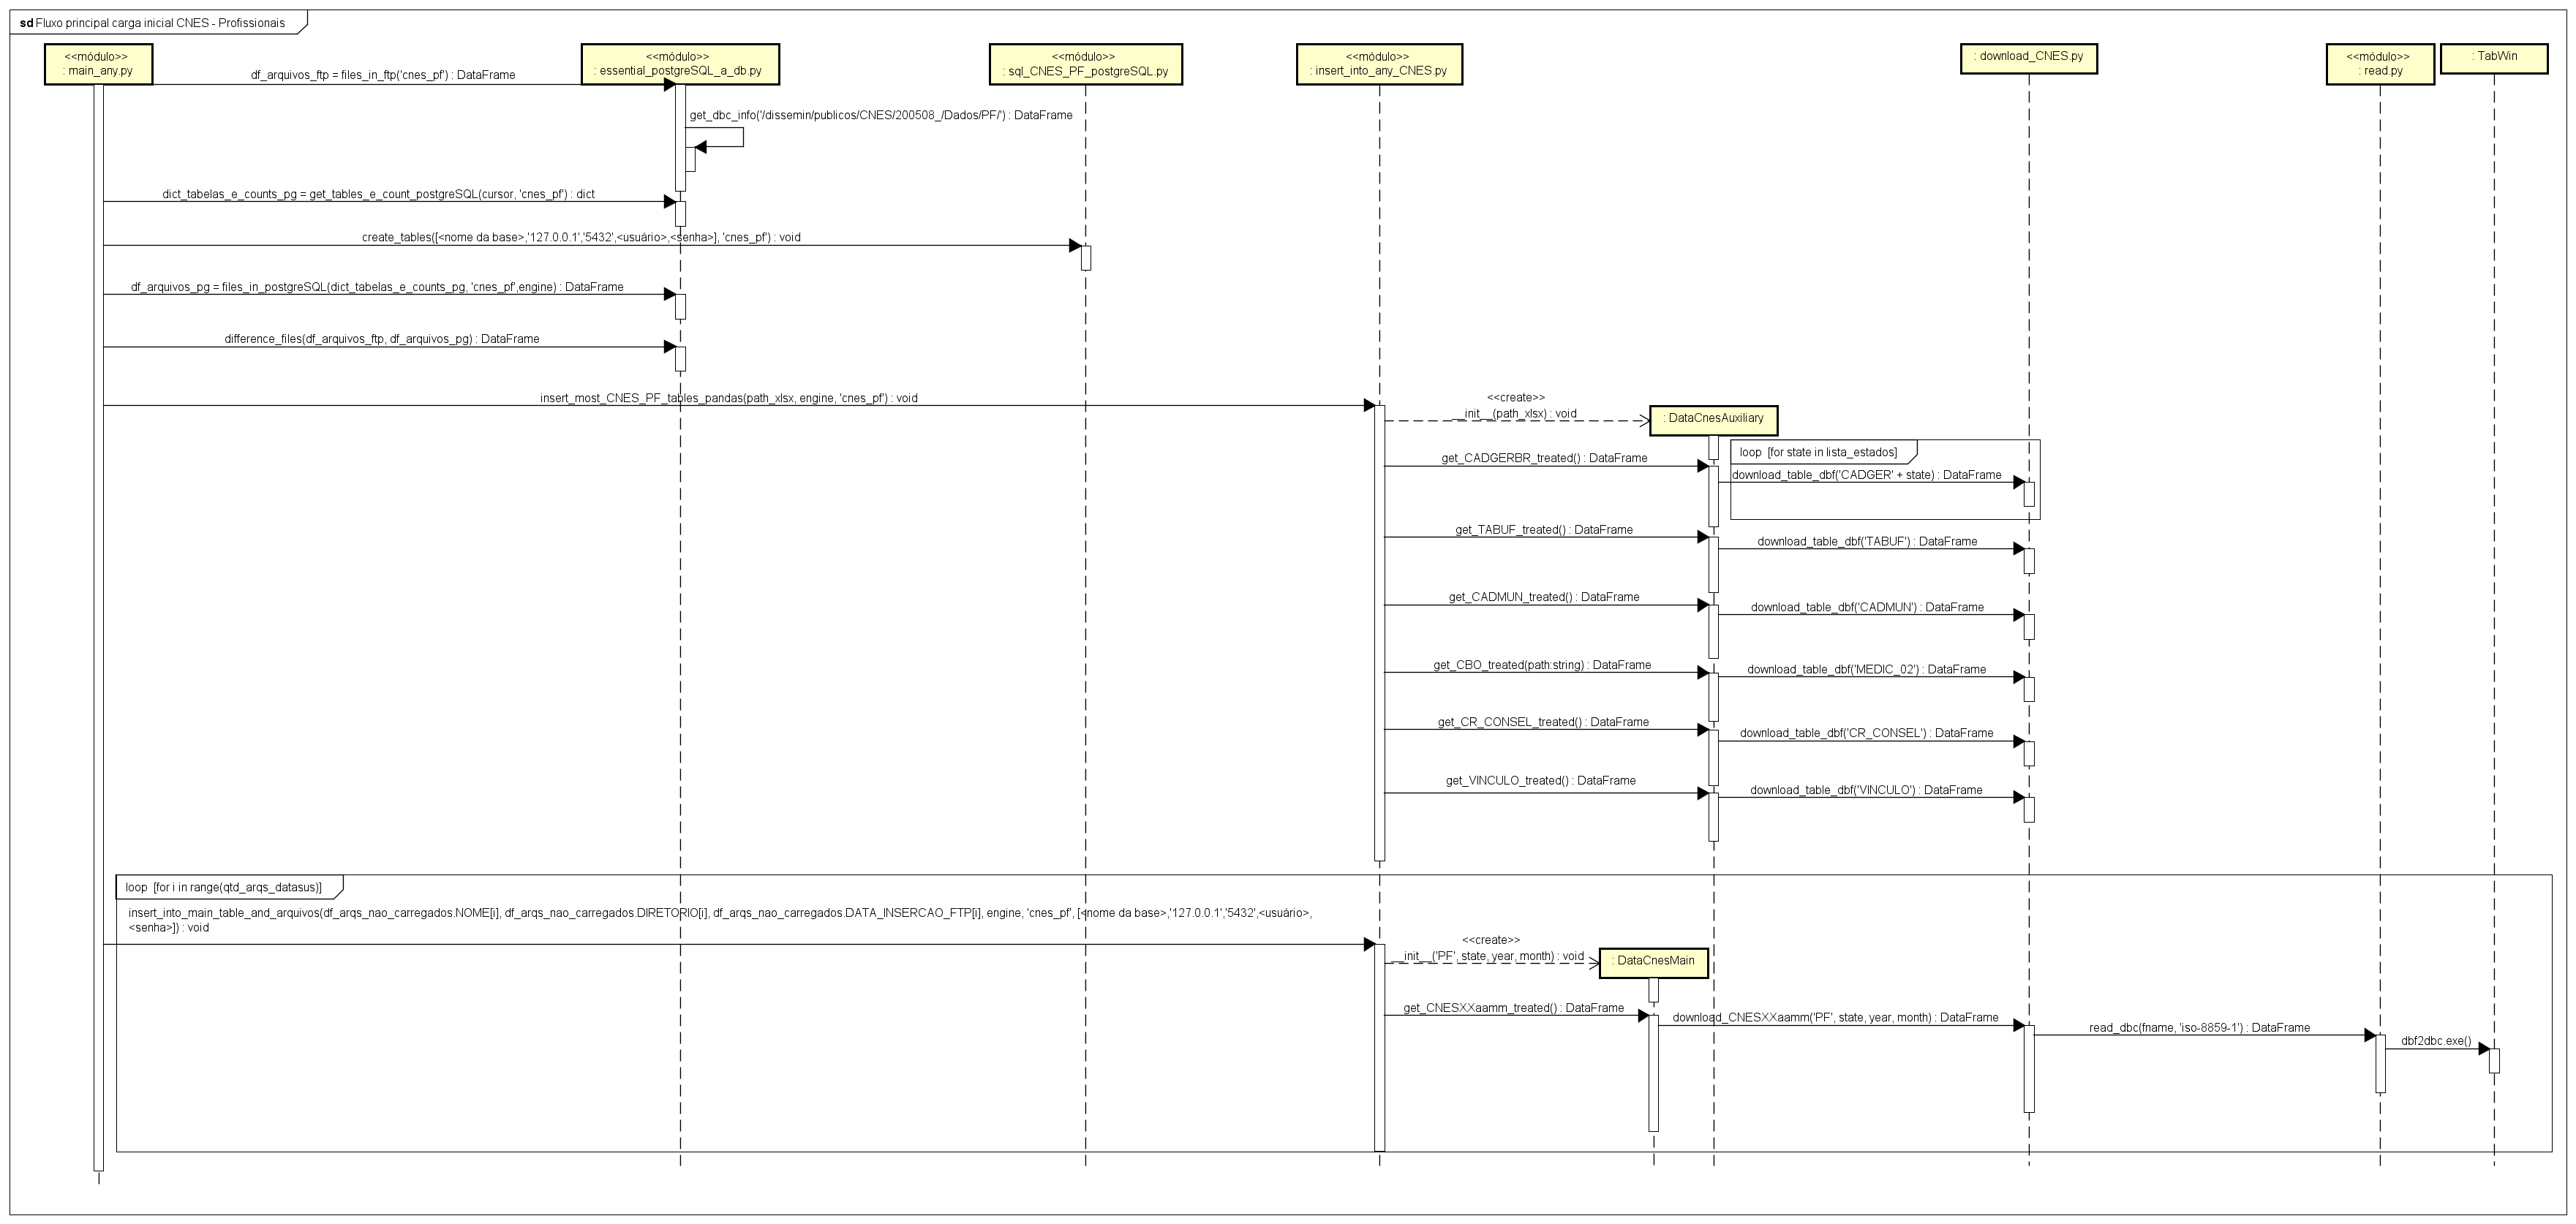 sd Fluxo principal carga inicial CNES - Profissionais
<<módulo>>
: main_any.py
<<módulo>>
: essential_postgreSQL_a_db.py
<<módulo>>
: sql_CNES_PF_postgreSQL.py
<<módulo>>
: insert_into_any_CNES.py
: download_CNES.py
<<módulo>>
: read.py
: TabWin
df_arquivos_ftp = files_in_ftp('cnes_pf') : DataFrame
get_dbc_info('/dissemin/publicos/CNES/200508_/Dados/PF/') : DataFrame
dict_tabelas_e_counts_pg = get_tables_e_count_postgreSQL(cursor, 'cnes_pf') : dict
create_tables([<nome da base>,'127.0.0.1','5432',<usuário>,<senha>], 'cnes_pf') : void
df_arquivos_pg = files_in_postgreSQL(dict_tabelas_e_counts_pg, 'cnes_pf',engine) : DataFrame
difference_files(df_arquivos_ftp, df_arquivos_pg) : DataFrame
insert_most_CNES_PF_tables_pandas(path_xlsx, engine, 'cnes_pf') : void
<<create>>
__init__(path_xlsx) : void
: DataCnesAuxiliary
loop [for state in lista_estados]
get_CADGERBR_treated() : DataFrame
download_table_dbf('CADGER' + state) : DataFrame
get_TABUF_treated() : DataFrame
download_table_dbf('TABUF') : DataFrame
get_CADMUN_treated() : DataFrame
download_table_dbf('CADMUN') : DataFrame
get_CBO_treated(path:string) : DataFrame
download_table_dbf('MEDIC_02') : DataFrame
get_CR_CONSEL_treated() : DataFrame
download_table_dbf('CR_CONSEL') : DataFrame
get_VINCULO_treated() : DataFrame
download_table_dbf('VINCULO') : DataFrame
loop [for i in range(qtd_arqs_datasus)]
insert_into_main_table_and_arquivos(df_arqs_nao_carregados.NOME[i], df_arqs_nao_carregados.DIRETORIO[i], df_arqs_nao_carregados.DATA_INSERCAO_FTP[i], engine, 'cnes_pf', [<nome da base>,'127.0.0.1','5432',<usuário>,
<senha>]) : void
<<create>>
__init__('PF', state, year, month) : void
: DataCnesMain
get_CNESXXaamm_treated() : DataFrame
download_CNESXXaamm('PF', state, year, month) : DataFrame
read_dbc(fname, 'iso-8859-1') : DataFrame
dbf2dbc.exe()